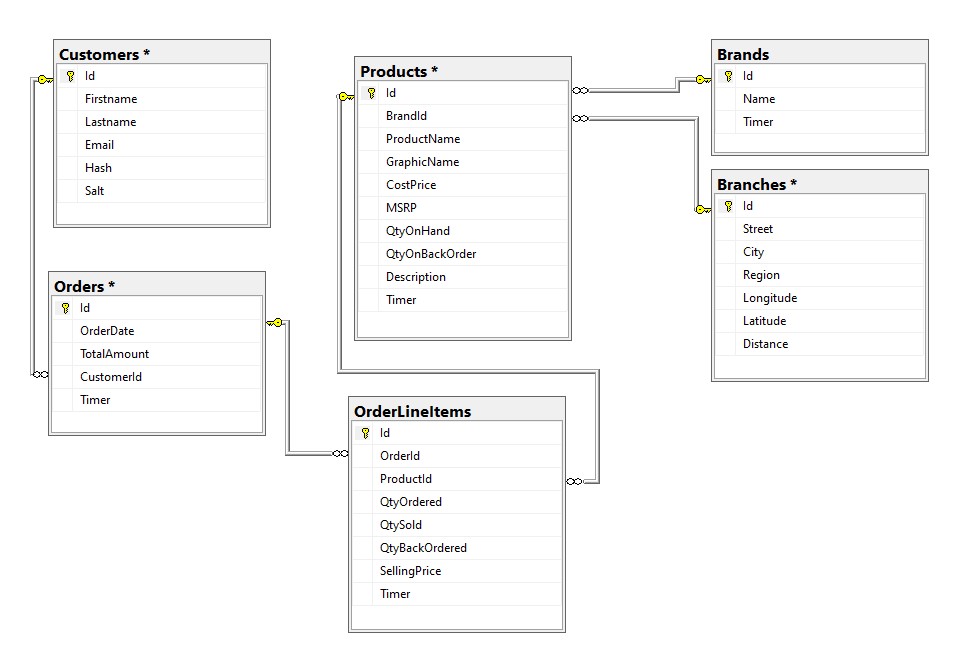 Customers *
Id
Firstname
Lastname
Email
Hash
Salt
Products *
Id
BrandId
ProductName
GraphicName
CostPrice
MSRP
QtyOnHand
QtyOnBackOrder
Description
Timer
Brands
Id
Name
Timer
Branches *
Id
Street
City
Region
Longitude
Latitude
Distance
Orders *
Id
OrderDate
TotalAmount
CustomerId
Timer
OrderLineItems
Id
OrderId
ProductId
QtyOrdered
QtySold
QtyBackOrdered
SellingPrice
Timer